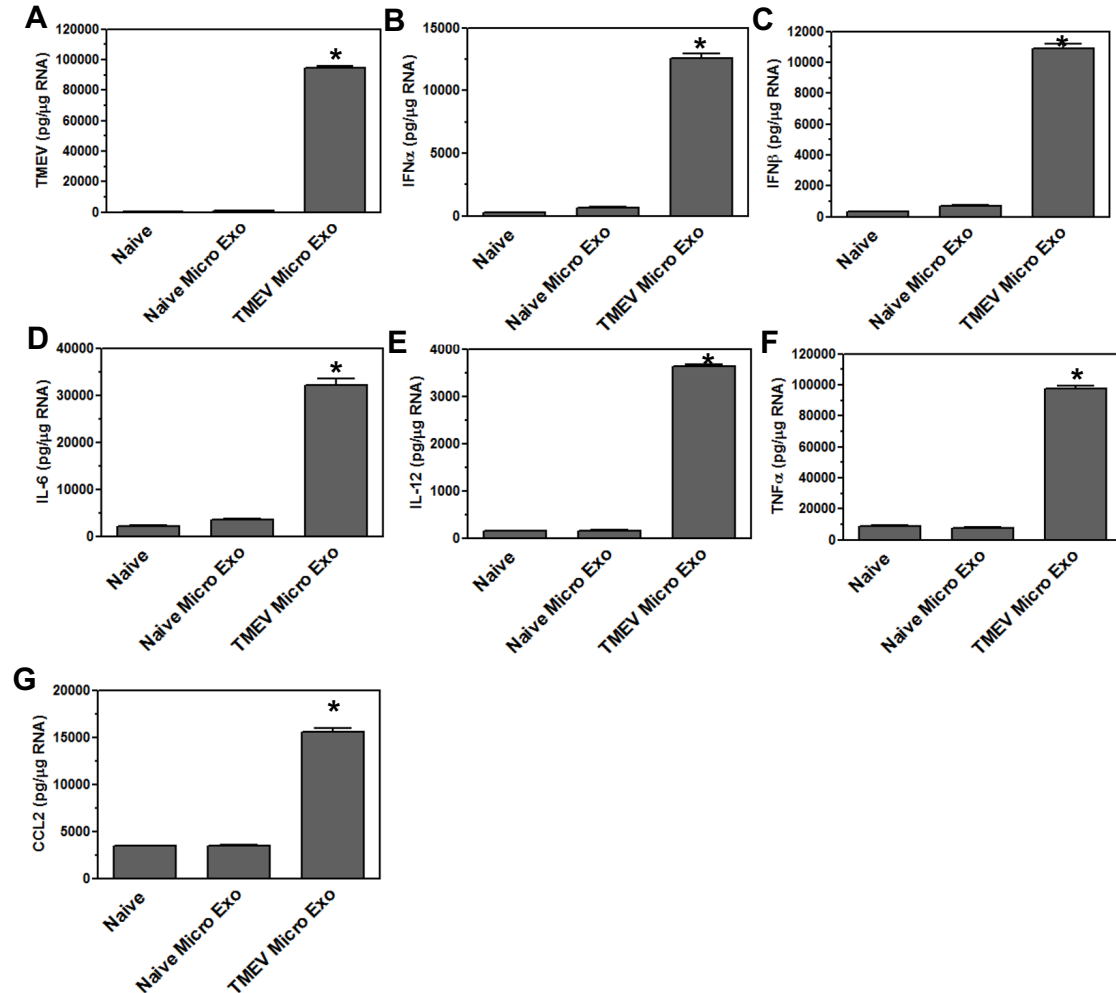 A
TMEV (pg/μg RNA)
120000
100000
80000
60000
40000
20000
0
*
Naive
Naive Micro Exo
TMEV Micro Exo
B
IFNα (pg/μg RNA)
15000
10000
5000
0
*
Naive
Naive Micro Exo
TMEV Micro Exo
C
IFNβ (pg/μg RNA)
12000
10000
8000
6000
4000
2000
0
*
Naive
Naive Micro Exo
TMEV Micro Exo
D
IL-6 (pg/μg RNA)
40000
30000
20000
10000
0
*
Naive
Naive Micro Exo
TMEV Micro Exo
E
IL-12 (pg/μg RNA)
4000
3000
2000
1000
0
*
Naive
Naive Micro Exo
TMEV Micro Exo
F
TNFα (pg/μg RNA)
120000
100000
80000
60000
40000
20000
0
*
Naive
Naive Micro Exo
TMEV Micro Exo
G
CCL2 (pg/μg RNA)
20000
15000
10000
5000
0
*
Naive
Naive Micro Exo
TMEV Micro Exo